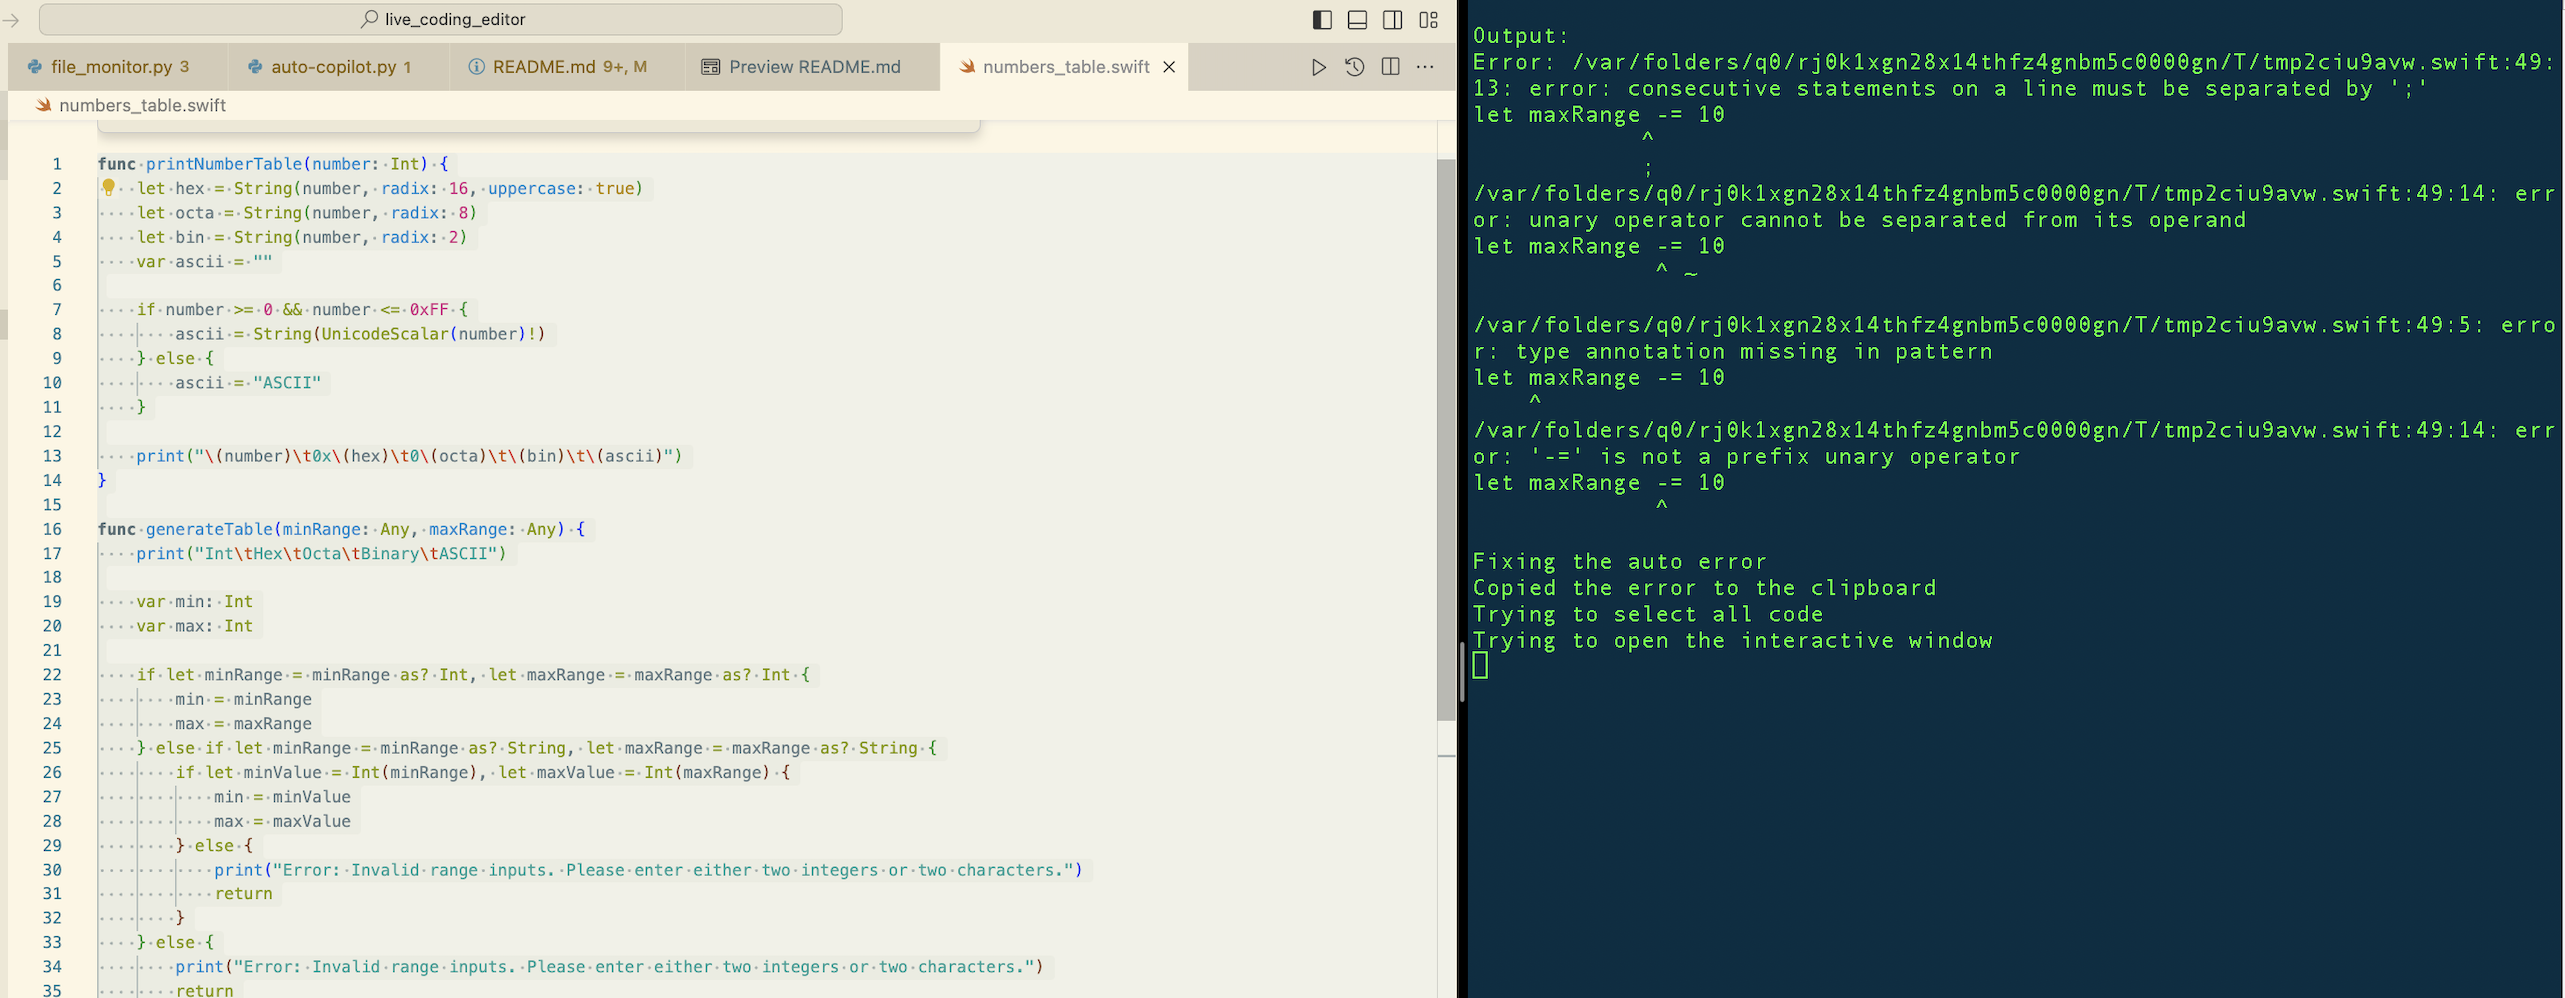 live_coding_editor
file_monitor.py 3
auto-copilot.py 1
README.md 9+, M
Preview README.md
numbers_table.swift
numbers_table.swift
1 func printNumberTable(number: Int) {
2 let hex = String(number, radix: 16, uppercase: true)
3 let octa = String(number, radix: 8)
4 let bin = String(number, radix: 2)
5 var ascii = ""
6
7 if number >= 0 && number <= 0xFF {
8 ascii = String(UnicodeScalar(number)!)
9 } else {
10 ascii = "ASCII"
11 }
12
13 print("\(number)\t0x\(hex)\t0\(octa)\t\(bin)\t\(ascii)")
14 }
15
16 func generateTable(minRange: Any, maxRange: Any) {
17 print("Int\tHex\tOcta\tBinary\tASCII")
18
19 var min: Int
20 var max: Int
21
22 if let minRange = minRange as? Int, let maxRange = maxRange as? Int {
23 min = minRange
24 max = maxRange
25 } else if let minRange = minRange as? String, let maxRange = maxRange as? String {
26 if let minValue = Int(minRange), let maxValue = Int(maxRange) {
27 min = minValue
28 max = maxValue
29 } else {
30 print("Error: Invalid range inputs. Please enter either two integers or two characters.")
31 return
32 }
33 } else {
34 print("Error: Invalid range inputs. Please enter either two integers or two characters.")
35 return
Output:
Error: /var/folders/q0/rj0k1xgn28x14thfz4gnbm5c0000gn/T/tmp2ciu9avw.swift:49:
13: error: consecutive statements on a line must be separated by ';'
let maxRange -= 10
^
;
/var/folders/q0/rj0k1xgn28x14thfz4gnbm5c0000gn/T/tmp2ciu9avw.swift:49:14: err
or: unary operator cannot be separated from its operand
let maxRange -= 10
^ ~
/var/folders/q0/rj0k1xgn28x14thfz4gnbm5c0000gn/T/tmp2ciu9avw.swift:49:5: erro
r: type annotation missing in pattern
let maxRange -= 10
^
/var/folders/q0/rj0k1xgn28x14thfz4gnbm5c0000gn/T/tmp2ciu9avw.swift:49:14: err
or: '-=' is not a prefix unary operator
let maxRange -= 10
^
Fixing the auto error
Copied the error to the clipboard
Trying to select all code
Trying to open the interactive window